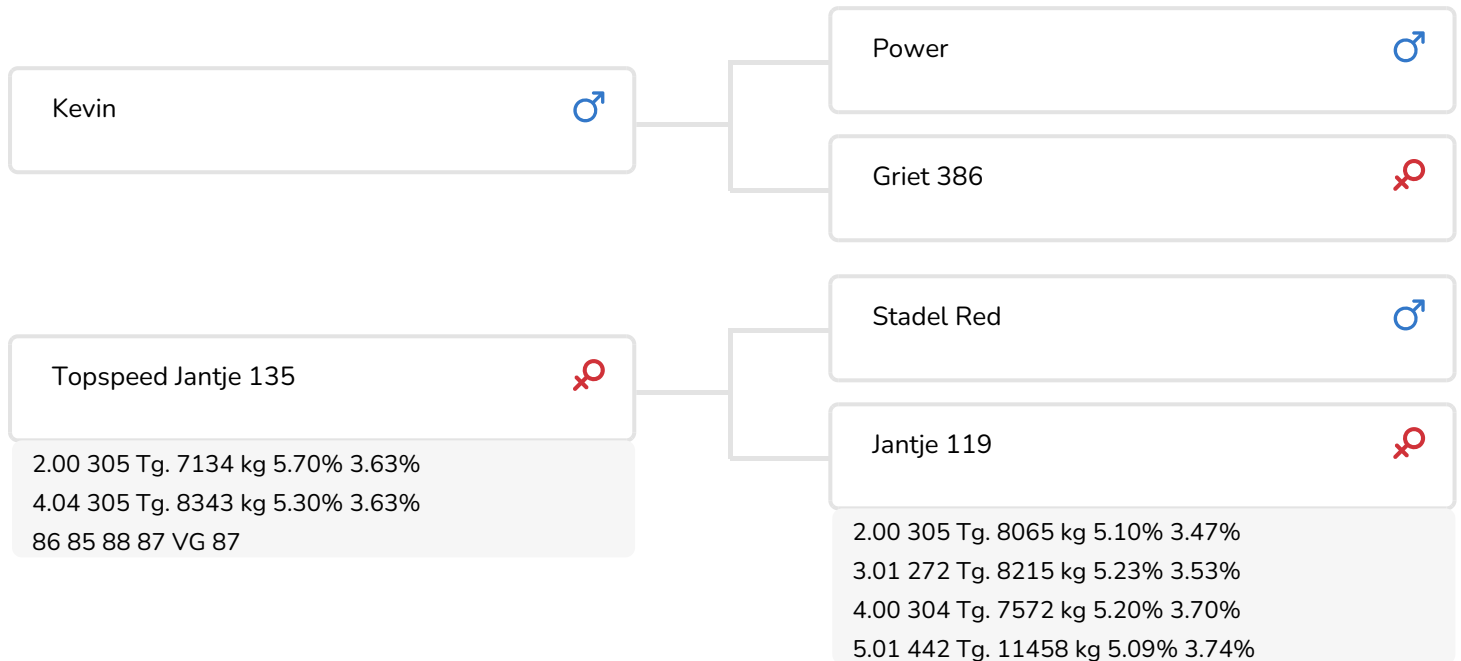 Kevin
Power
Griet 386
Topspeed Jantje 135
2.00 305 Tg. 7134 kg 5.70% 3.63%
4.04 305 Tg. 8343 kg 5.30% 3.63%
86 85 88 87 VG 87
Stadel Red
Jantje 119
2.00 305 Tg. 8065 kg 5.10% 3.47%
3.01 272 Tg. 8215 kg 5.23% 3.53%
4.00 304 Tg. 7572 kg 5.20% 3.70%
5.01 442 Tg. 11458 kg 5.09% 3.74%